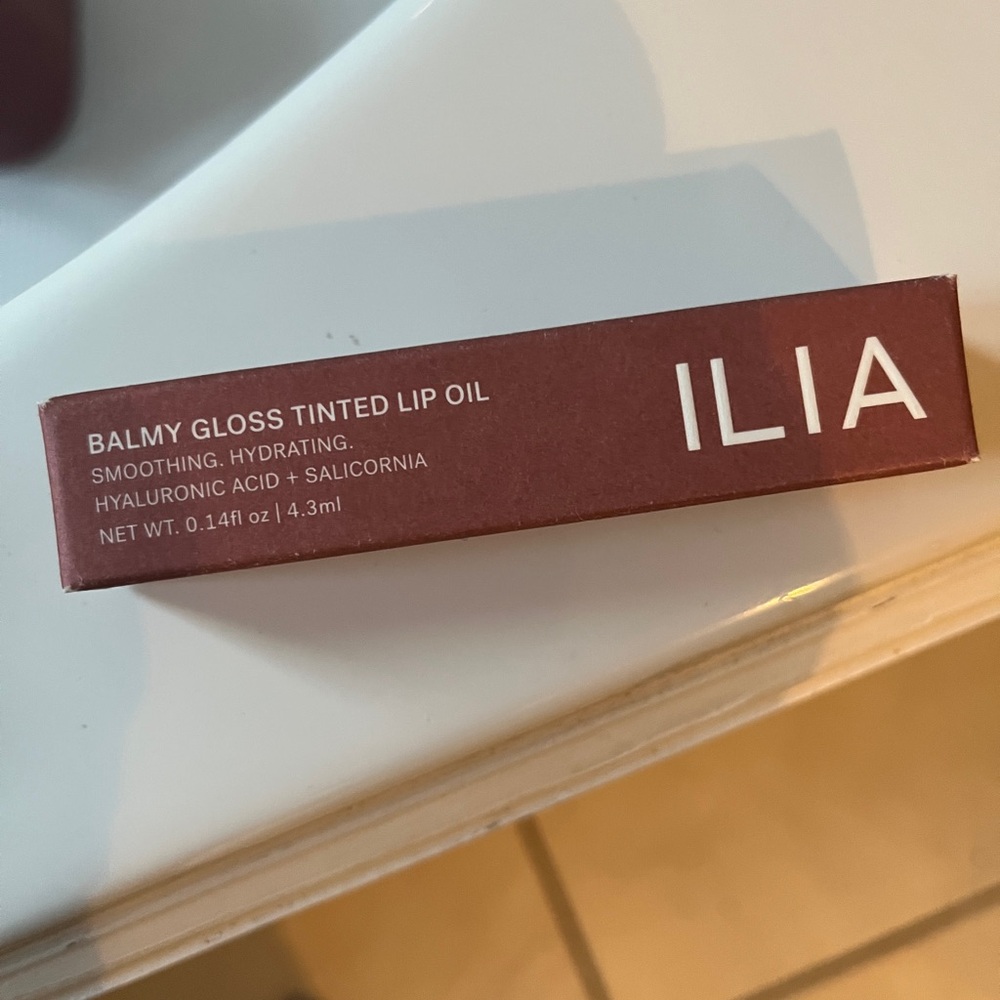 BALMY GLOSS TINTED LIP OIL
SMOOTHING. HYDRATING.
HYALURONIC ACID + SALICORNIA
NET WT. 0.14fl oz | 4.3ml
ILIA